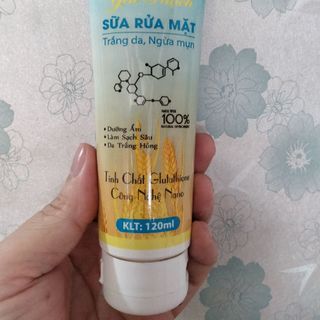 SỮA RỬA MẶT
Trắng da, Ngừa mụn
100%
• Dưỡng Ẩm
• Làm Sạch Sâu
• Da Trắng Hồng
Tinh Chất Glutathione
Công Nghệ Nano
KLT: 120ml